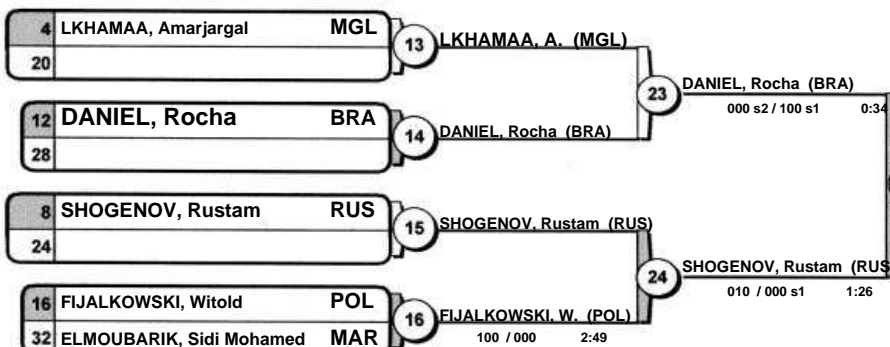 4 LKHAMAA, Amarjargal MGL
20
13
LKHAMAA, A. (MGL)
12 DANIEL, Rocha BRA
28
14
DANIEL, Rocha (BRA)
23
DANIEL, Rocha (BRA)
000 s2 / 100 s1 0:34
8 SHOGENOV, Rustam RUS
24
15
SHOGENOV, Rustam (RUS)
16 FIJALKOWSKI, Witold POL
32 ELMOUBARIK, Sidi Mohamed MAR
16
FIJALKOWSKI, W. (POL)
100 / 000 2:49
24
SHOGENOV, Rustam (RUS
010 / 000 s1 1:26